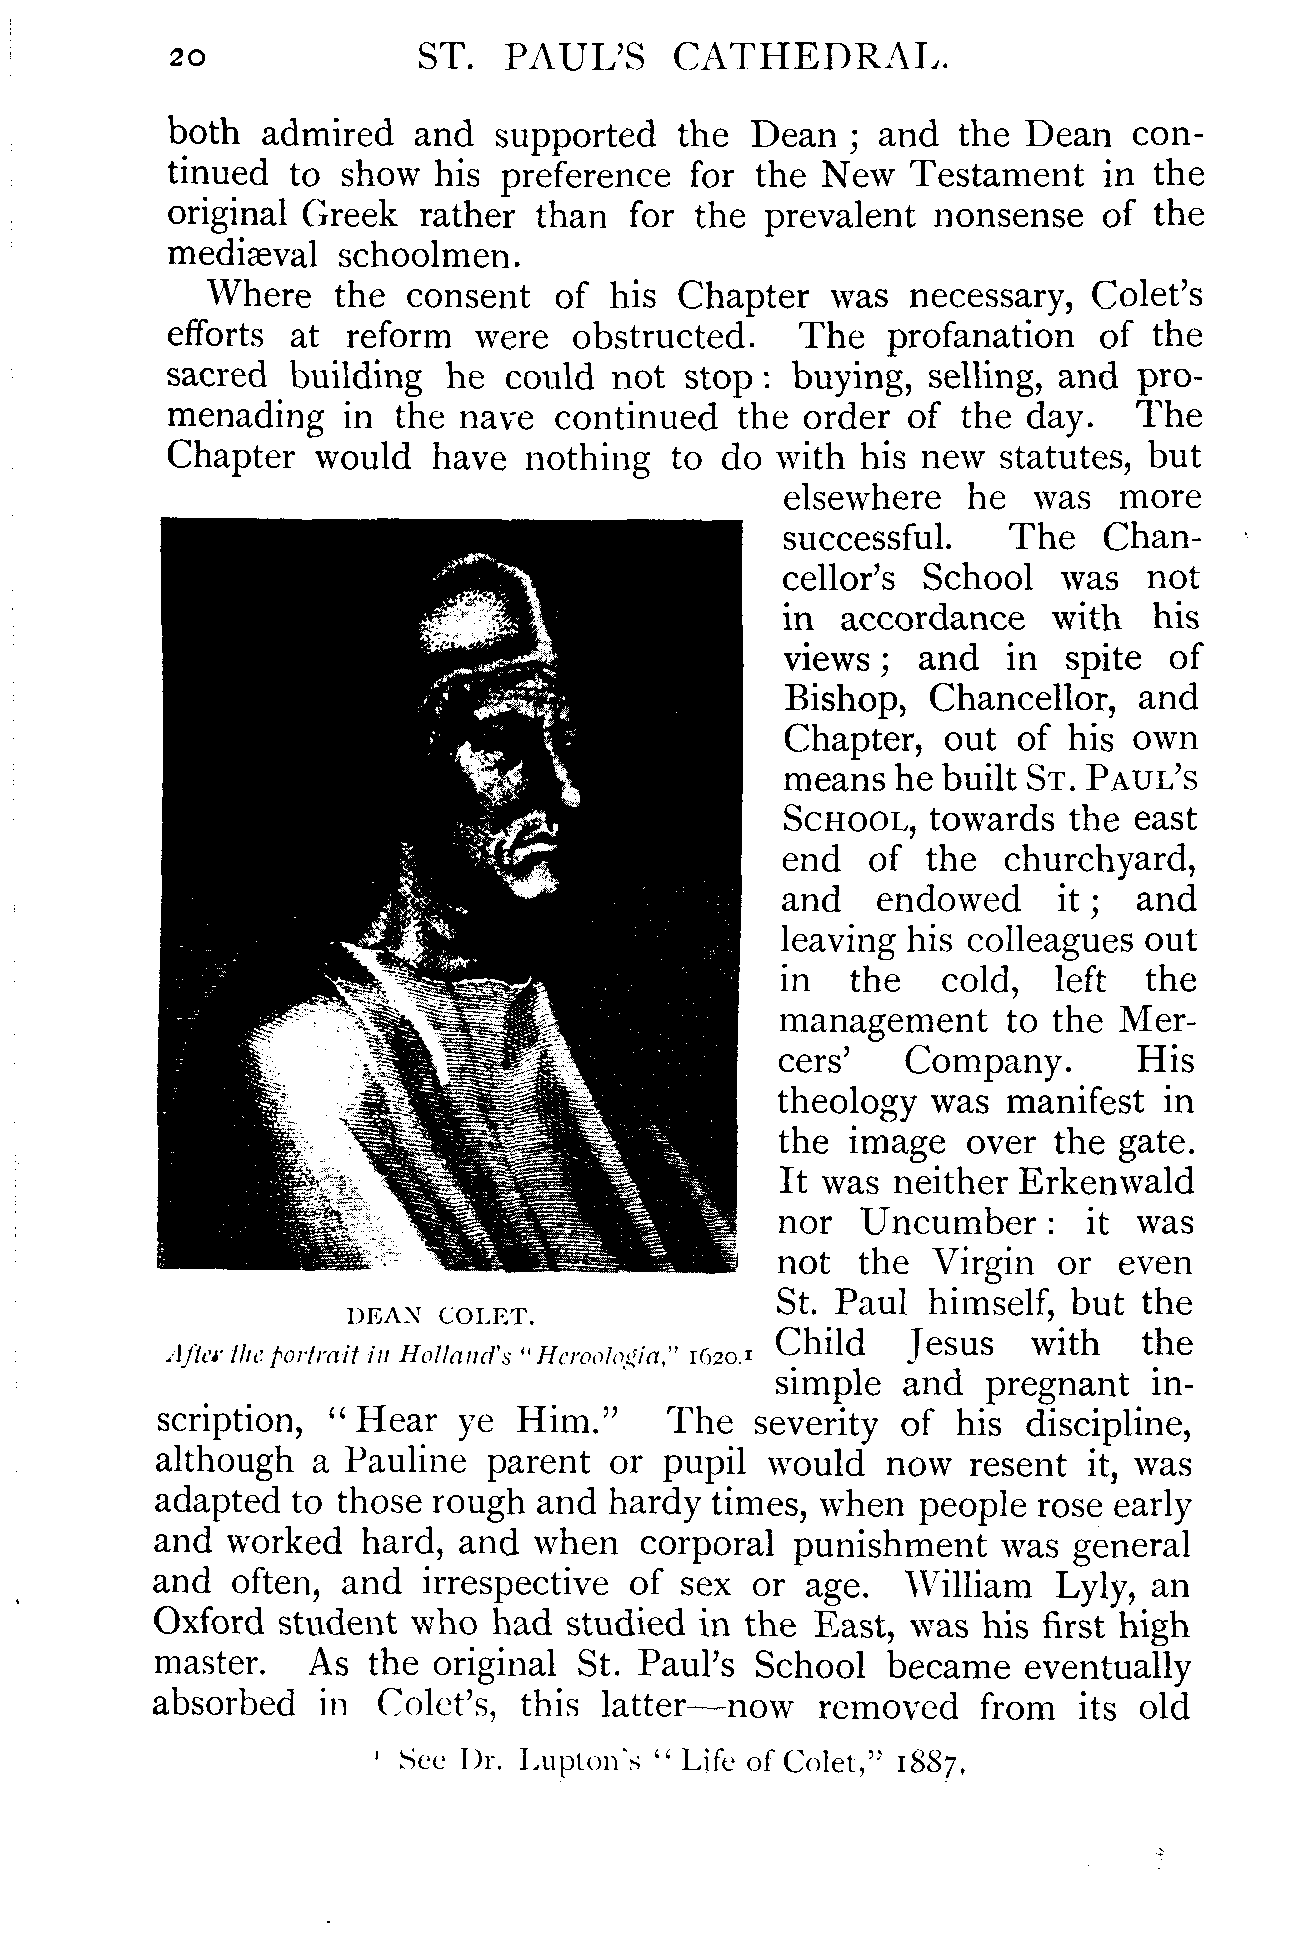 20 ST. PAUL'S CATHEDRAL.
both admired and supported the Dean ; and the Dean con-
tinued to show his preference for the New Testament in the
original Greek rather than for the prevalent nonsense of the
mediæval schoolmen.
Where the consent of his Chapter was necessary, Colet's
efforts at reform were obstructed. The profanation of the
sacred building he could not stop : buying, selling, and pro-
menading in the nave continued the order of the day. The
Chapter would have nothing to do with his new statutes, but
elsewhere he was more
successful. The Chan-
cellor's School was not
in accordance with his
views ; and in spite of
Bishop, Chancellor, and
Chapter, out of his own
means he built ST. PAUL'S
SCHOOL, towards the east
end of the churchyard,
and endowed it ; and
leaving his colleagues out
in the cold, left the
management to the Mer-
cers' Company. His
theology was manifest in
the image over the gate.
It was neither Erkenwald
nor Uncumber : it was
not the Virgin or even
St. Paul himself, but the
Child Jesus with the
simple and pregnant in-
DEAN COLET.
After the portrait in Holland's "Heroologia," 1620.¹
scription, "Hear ye Him." The severity of his discipline,
although a Pauline parent or pupil would now resent it, was
adapted to those rough and hardy times, when people rose early
and worked hard, and when corporal punishment was general
and often, and irrespective of sex or age. William Lyly, an
Oxford student who had studied in the East, was his first high
master. As the original St. Paul's School became eventually
absorbed in Colet's, this latter—now removed from its old
¹ See Dr. Lupton's "Life of Colet," 1887.